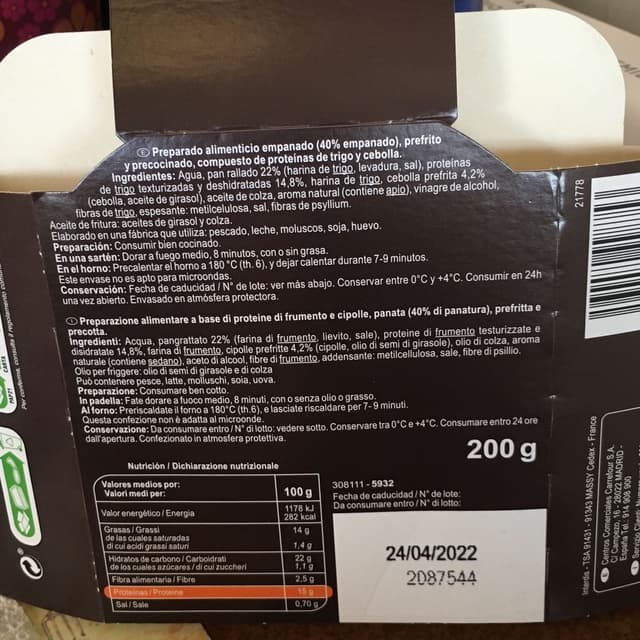 E Preparado alimenticio empanado (40% empanado), prefrito
y precocinado, compuesto de proteínas de trigo y cebolla.
Ingredientes: Agua, pan rallado 22% (harina de trigo, levadura, sal), proteínas
de trigo texturizadas y deshidratadas 14,8%, harina de trigo, cebolla prefrita 4,2%
(cebolla, aceite de girasol), aceite de colza, aroma natural (contiene apio), vinagre de alcohol,
fibras de trigo, espesante: metilcelulosa, sal, fibras de psyllium.
Aceite de fritura: aceites de girasol y colza.
Elaborado en una fábrica que utiliza: pescado, leche, moluscos, soja, huevo.
Preparación: Consumir bien cocinado.
En una sartén: Dorar a fuego medio, 8 minutos, con o sin grasa.
En el horno: Precalentar el horno a 180 °C (th. 6), y dejar calentar durante 7-9 minutos.
Este envase no es apto para microondas.
Conservación: Fecha de caducidad / N° de lote: ver más abajo. Conservar entre 0°C y +4°C. Consumir en 24h
una vez abierto. Envasado en atmósfera protectora.
I Preparazione alimentare a base di proteine di frumento e cipolle, panata (40% di panatura), prefritta e
precotta.
Ingredienti: Acqua, pangrattato 22% (farina di frumento, lievito, sale), proteine di frumento testurizzate e
disidratate 14,8%, farina di frumento, cipolle prefritte 4,2% (cipolle, olio di semi di girasole), olio di colza, aroma
naturale (contiene sedano), aceto di alcool, fibre di frumento, addensante: metilcellulosa, sale, fibre di psillio.
Olio per friggere: olio di semi di girasole e di colza
Può contenere pesce, latte, molluschi, soia, uova.
Preparazione: Consumare ben cotto.
In padella: Fate dorare a fuoco medio, 8 minuti, con o senza olio o grasso.
Al forno: Preriscaldate il forno a 180°C (th.6), e lasciate riscaldare per 7-9 minuti.
Questa confezione non è adatta al microonde.
Conservazione: Da consumare entro / N° di lotto: vedere sotto. Conservare tra 0°C e +4°C. Consumare entro 24 ore
dall'apertura. Confezionato in atmosfera protettiva.
200 g
Nutrición / Dichiarazione nutrizionale
Valores medios por:
Valori medi per:
100 g
Valor energético / Energia
1178 kJ
282 kcal
Grasas / Grassi
14 g
de las cuales saturadas
di cui acidi grassi saturi
1,4 g
Hidratos de carbono / Carboidrati
22 g
de los cuales azúcares / di cui zuccheri
1,1 g
Fibra alimentaria / Fibre
2,5 g
Proteínas / Proteine
15 g
Sal / Sale
0,70 g
308111 - 5932
Fecha de caducidad / N° de lote:
Da consumare entro / N° di lotto:
24/04/2022
2087544
21778
Interdis - TSA 91431 - 91343 MASSY Cedex - France
Centros Comerciales Carrefour S.A.
C/ Campezo, 16 - 28022 MADRID -
España Tel. 914 908 900